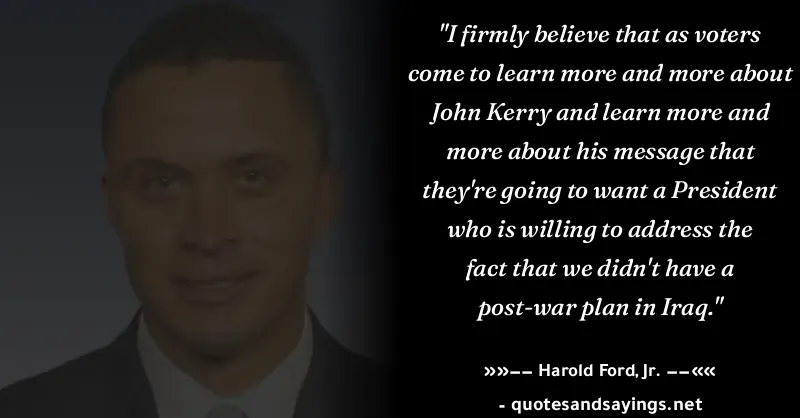 "I firmly believe that as voters
come to learn more and more about
John Kerry and learn more and
more about his message that
they're going to want a President
who is willing to address the
fact that we didn't have a
post-war plan in Iraq."
»»−− Harold Ford, Jr. −−««
- quotesandsayings.net